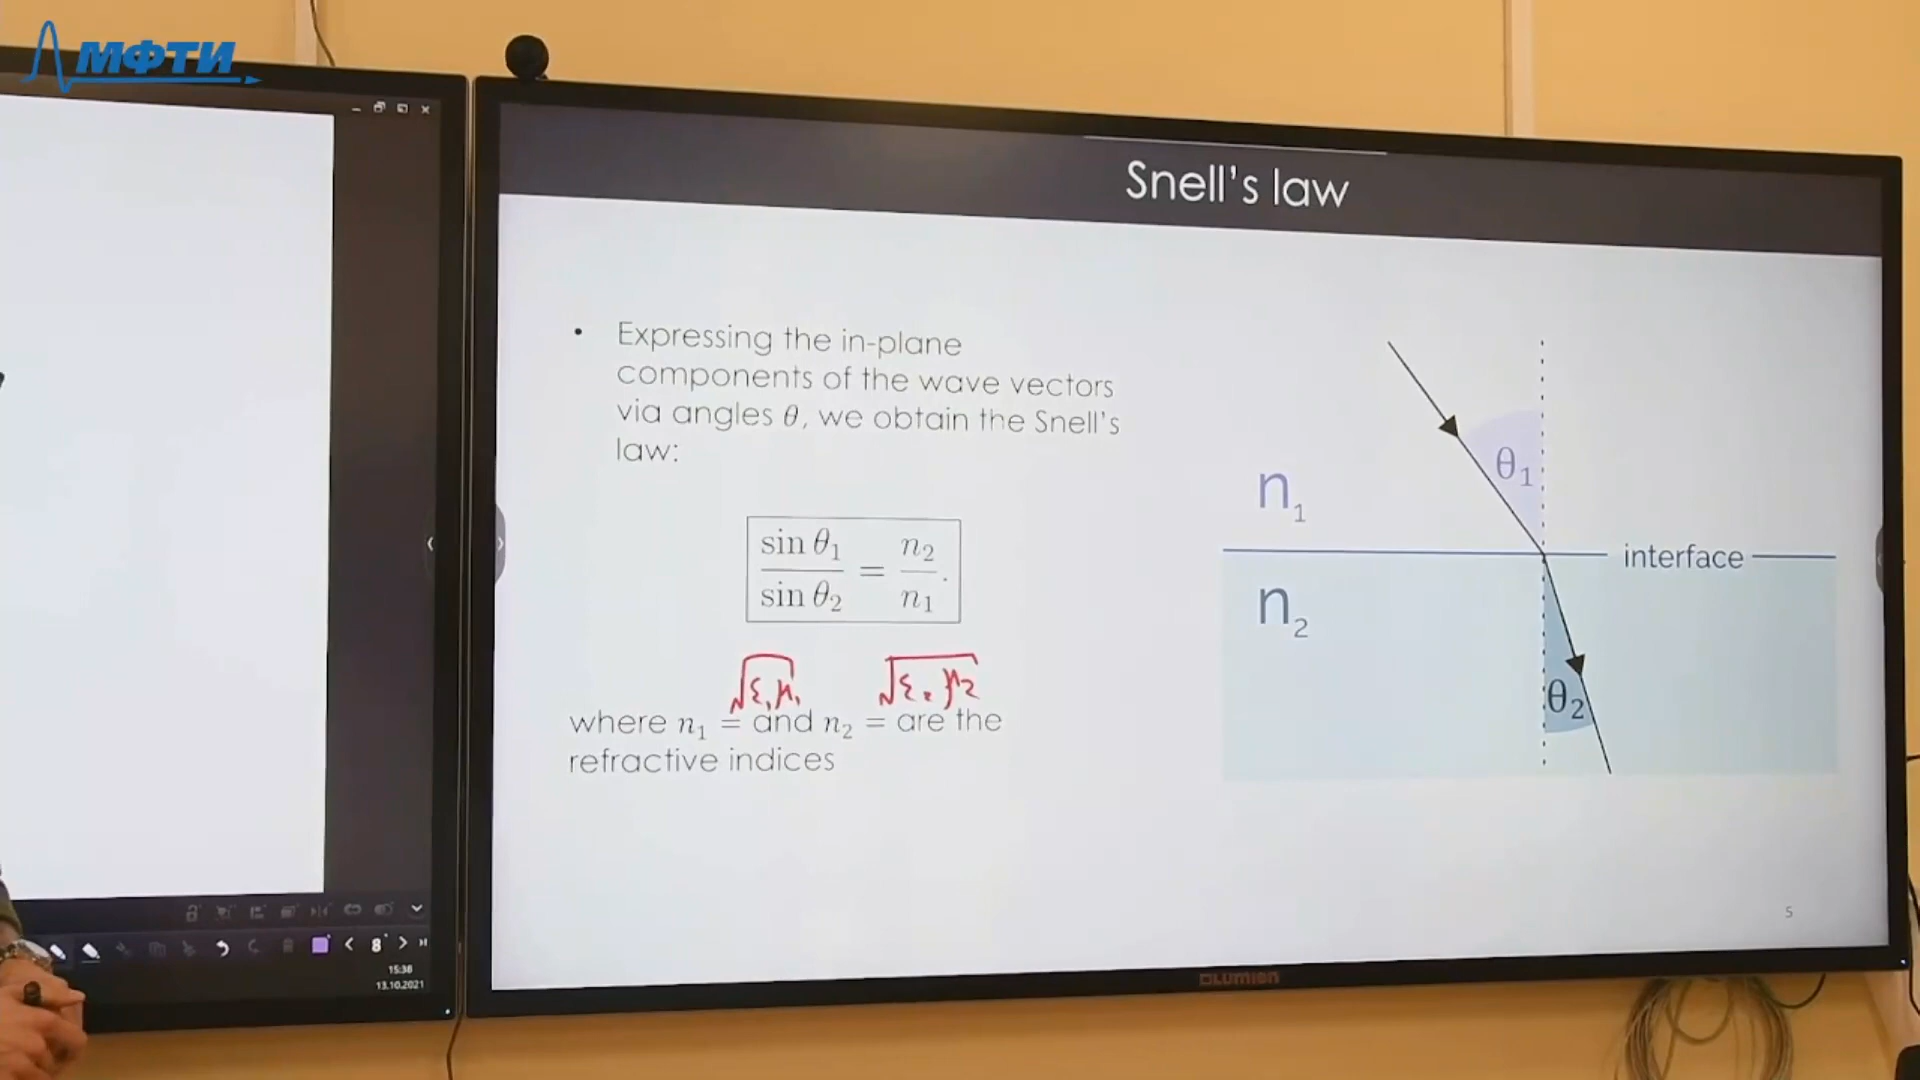 МФТИ
Snell's law
• Expressing the in-plane
components of the wave vectors
via angles θ, we obtain the Snell's
law:
sin θ₁ / sin θ₂ = n₂ / n₁.
√ε₁μ₁ √ε₂μ₂
where n₁ = and n₂ = are the
refractive indices
θ₁
n₁
interface
n₂
θ₂
5
8
15:38
13.10.2021
LUMIEN